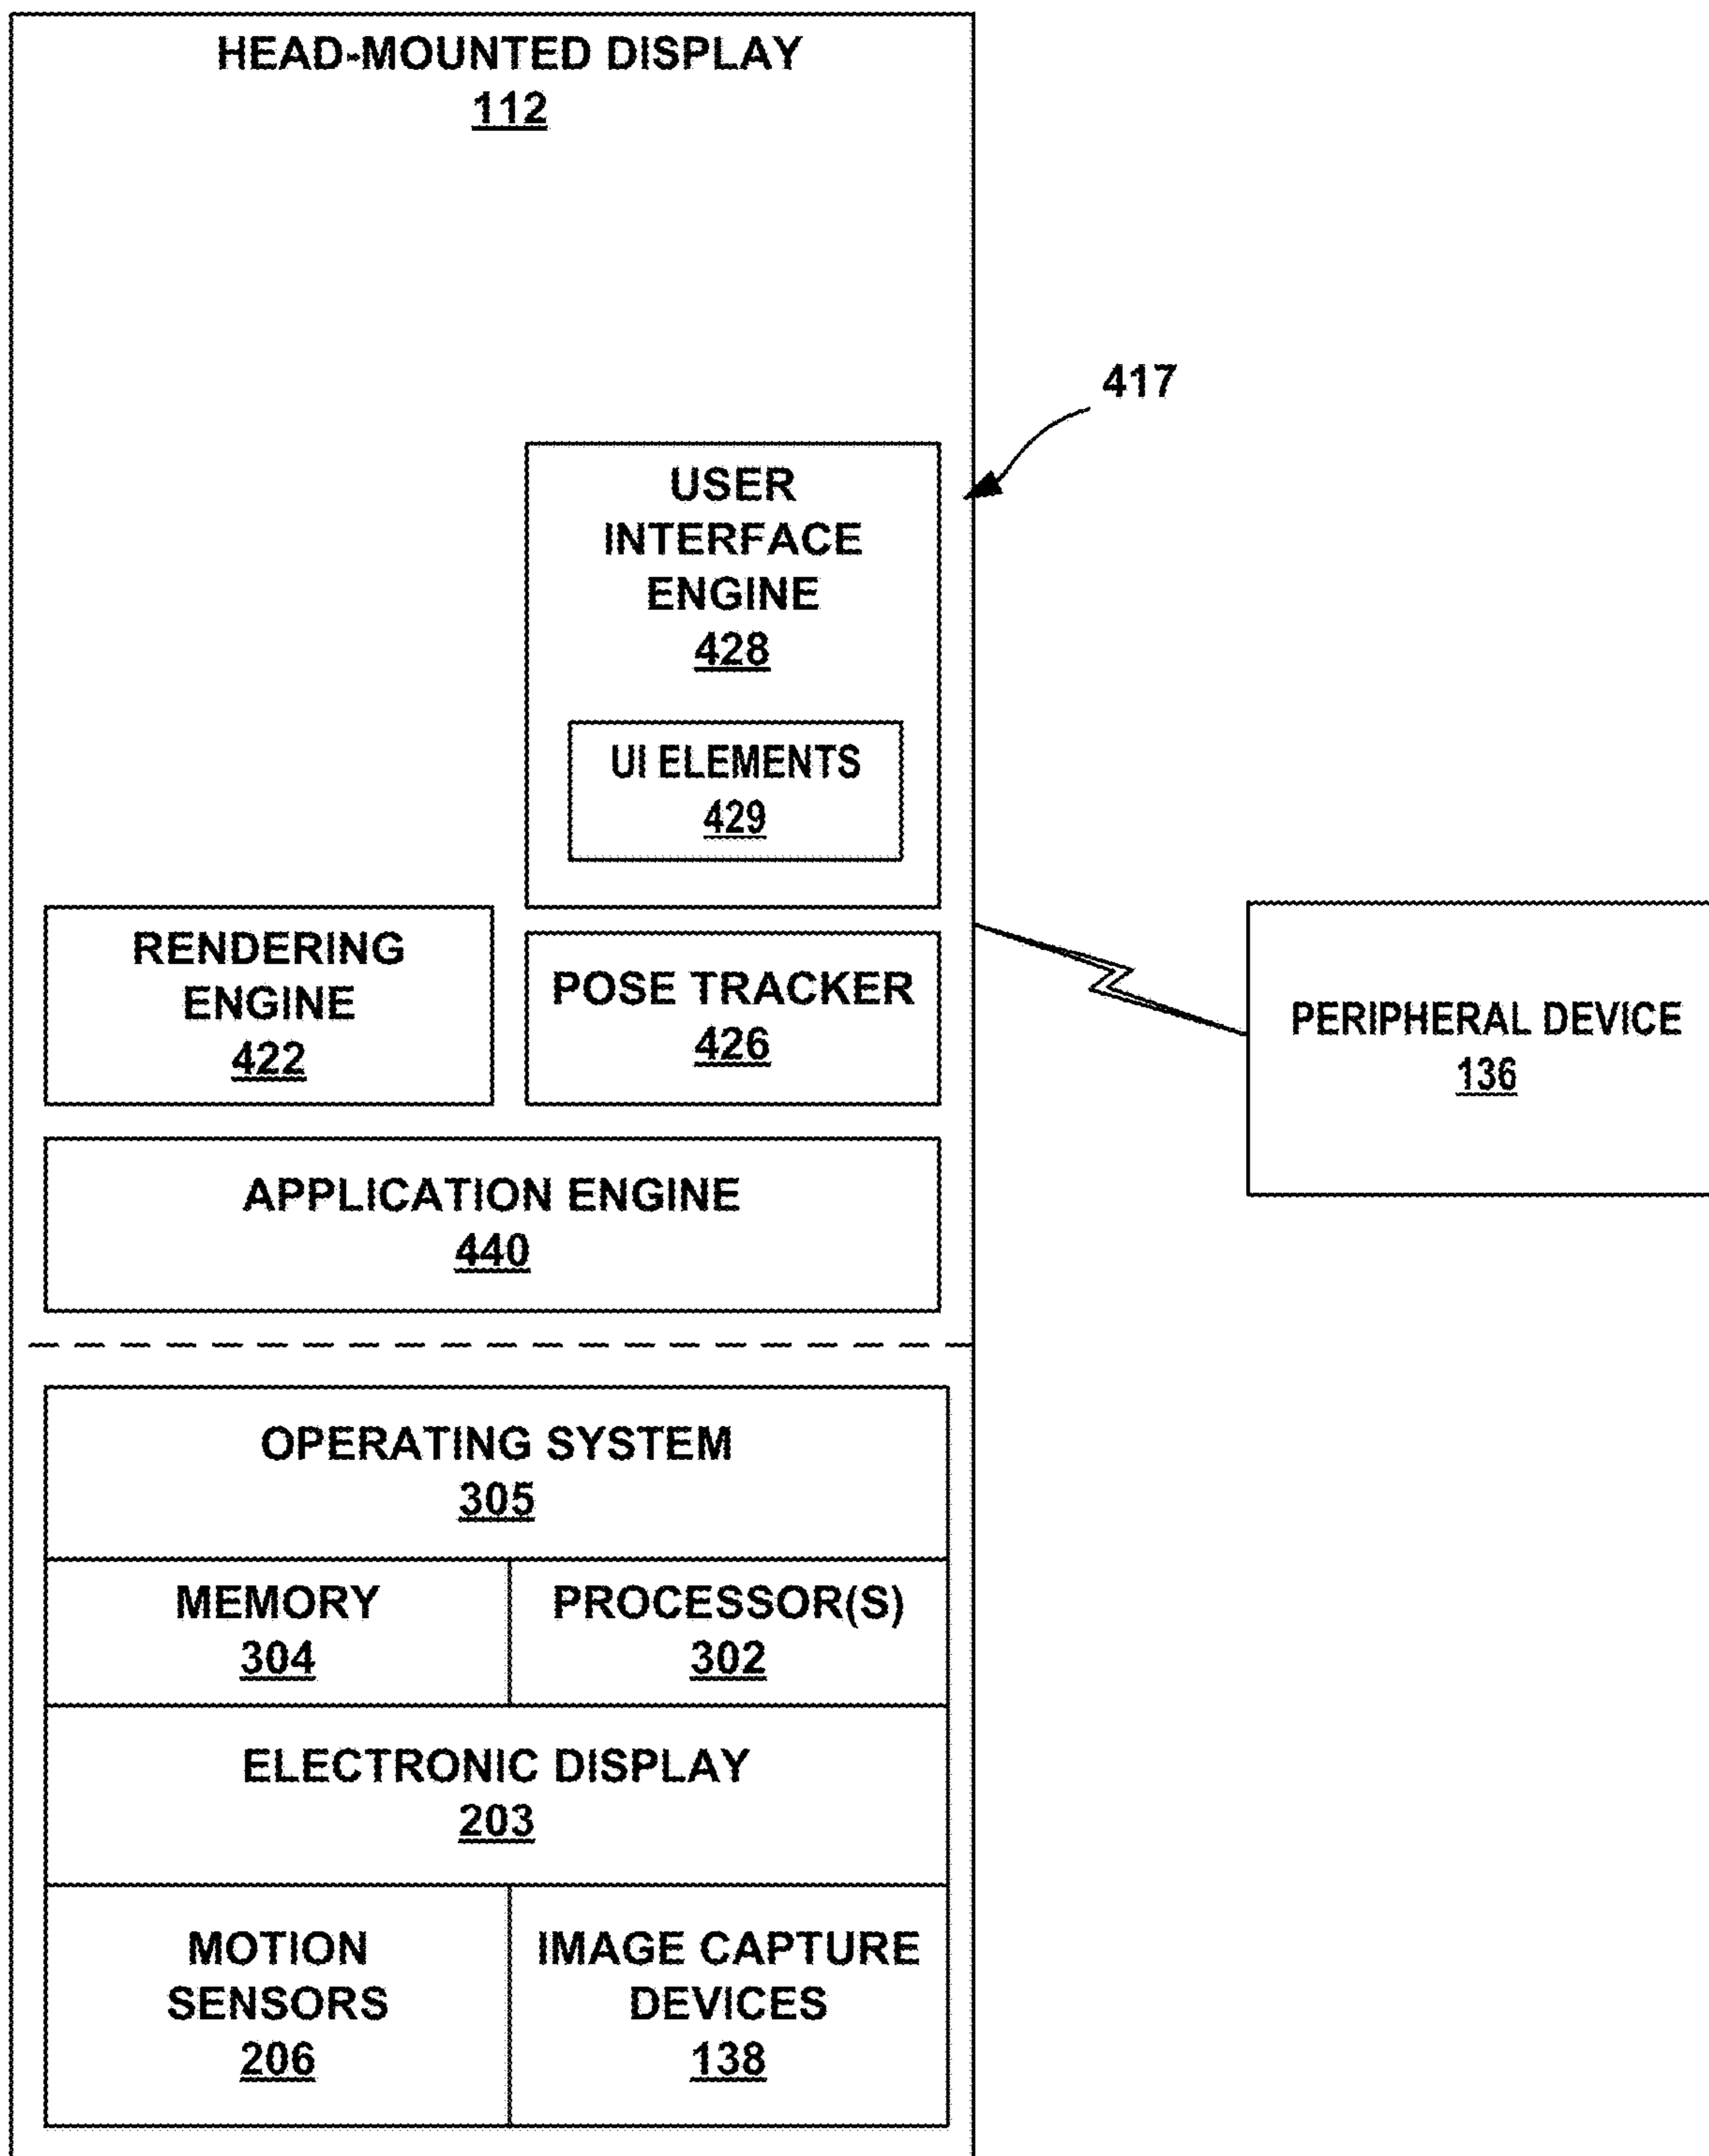 HEAD-MOUNTED DISPLAY
112
417
USER
INTERFACE
ENGINE
428
UI ELEMENTS
429
RENDERING
ENGINE
422
POSE TRACKER
426
PERIPHERAL DEVICE
136
APPLICATION ENGINE
440
OPERATING SYSTEM
305
MEMORY
304
PROCESSOR(S)
302
ELECTRONIC DISPLAY
203
MOTION
SENSORS
206
IMAGE CAPTURE
DEVICES
138